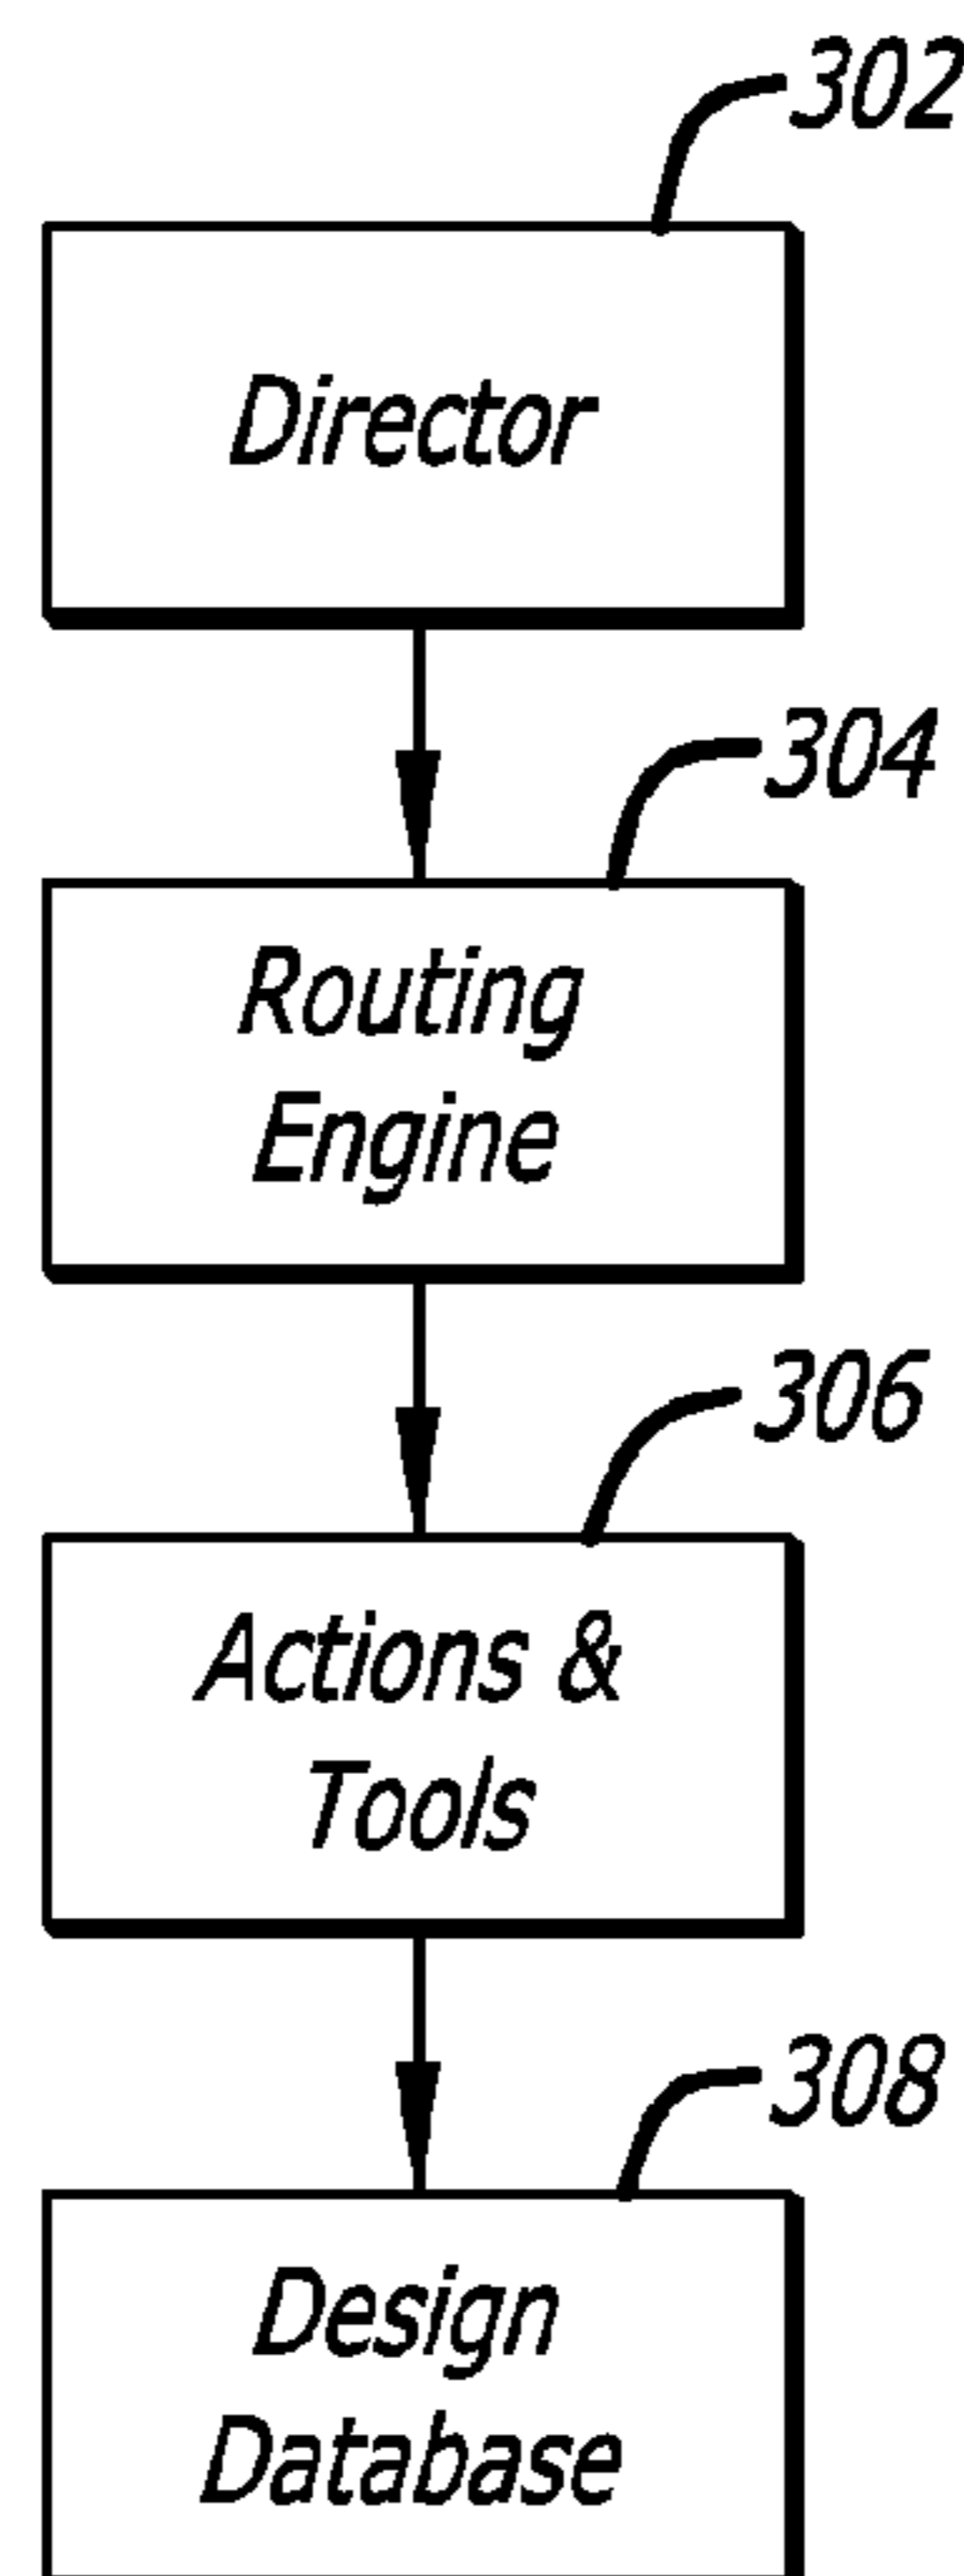 302
Director
304
Routing
Engine
306
Actions &
Tools
308
Design
Database